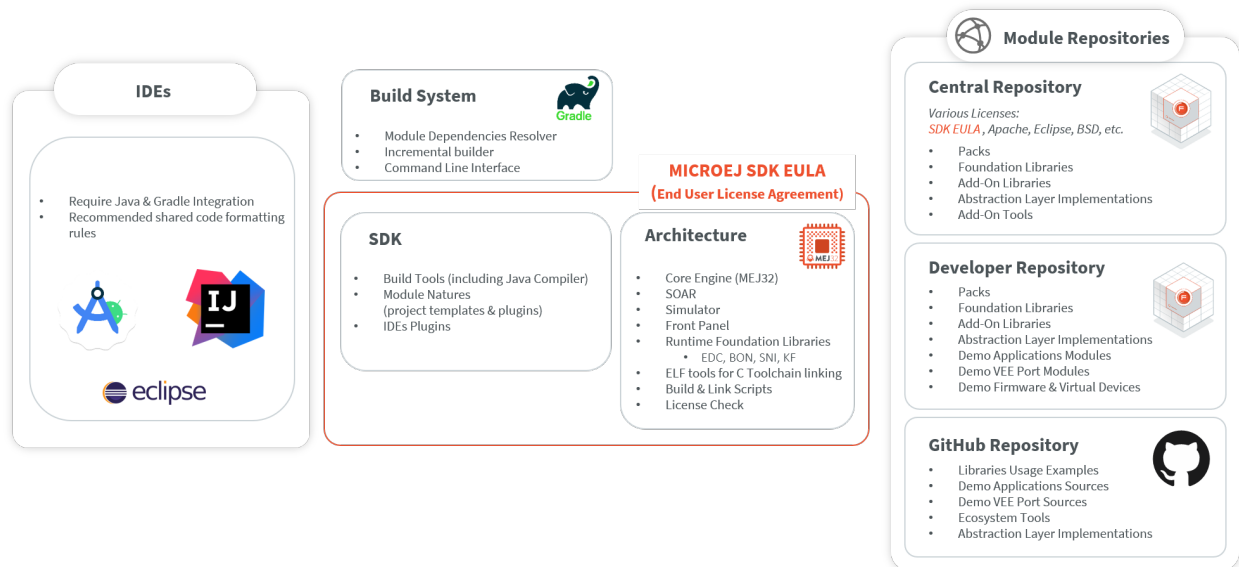 IDEs
• Require Java & Gradle Integration
• Recommended shared code formatting
rules
IJ
eclipse
Build System
Gradle
• Module Dependencies Resolver
• Incremental builder
• Command Line Interface
MICROEJ SDK EULA
(End User License Agreement)
SDK
• Build Tools (including Java Compiler)
• Module Natures
(project templates & plugins)
• IDEs Plugins
Architecture
MEJ32
• Core Engine (MEJ32)
• SOAR
• Simulator
• Front Panel
• Runtime Foundation Libraries
• EDC, BON, SNI, KF
• ELF tools for C Toolchain linking
• Build & Link Scripts
• License Check
Module Repositories
Central Repository
Various Licenses:
SDK EULA , Apache, Eclipse, BSD, etc.
• Packs
• Foundation Libraries
• Add-On Libraries
• Abstraction Layer Implementations
• Add-On Tools
Developer Repository
• Packs
• Foundation Libraries
• Add-On Libraries
• Abstraction Layer Implementations
• Demo Applications Modules
• Demo VEE Port Modules
• Demo Firmware & Virtual Devices
GitHub Repository
• Libraries Usage Examples
• Demo Applications Sources
• Demo VEE Port Sources
• Ecosystem Tools
• Abstraction Layer Implementations